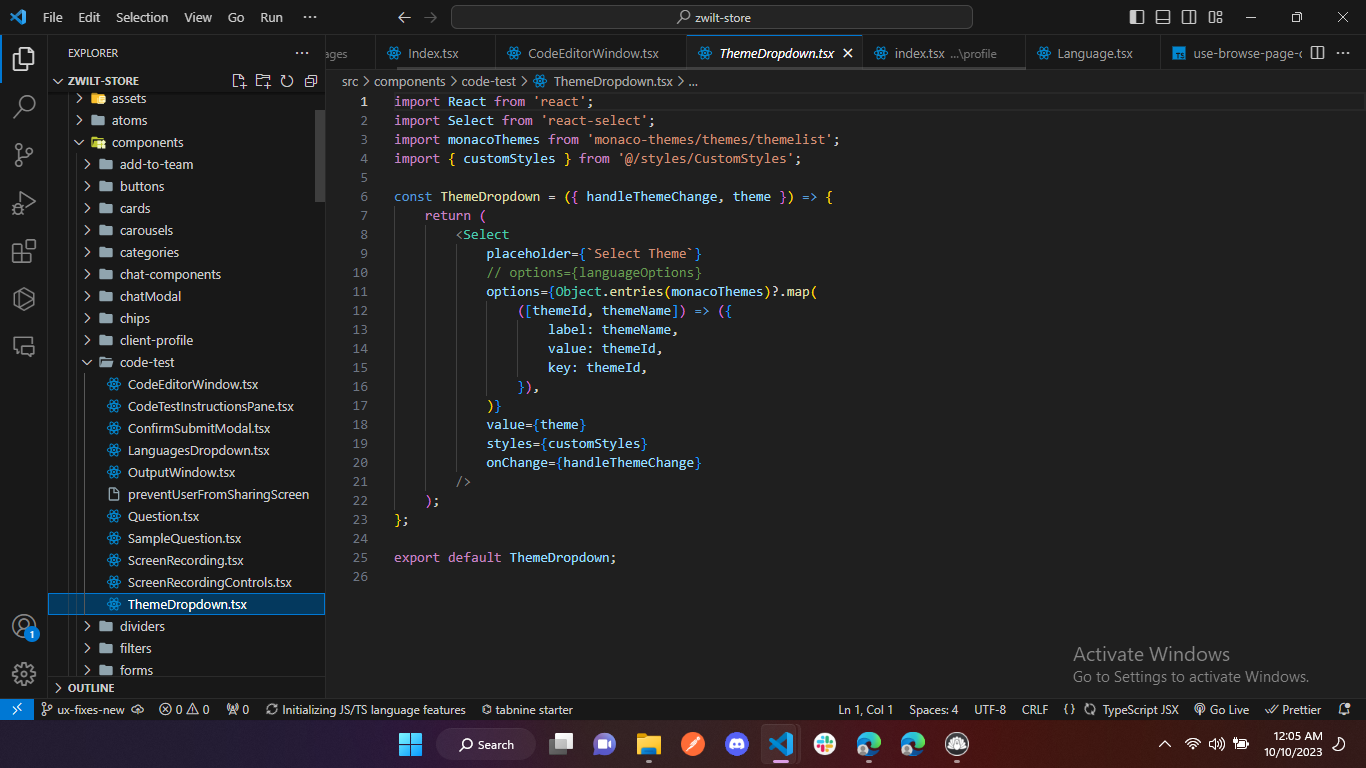 File Edit Selection View Go Run ···
zwilt-store
EXPLORER ···
ages
Index.tsx
CodeEditorWindow.tsx
ThemeDropdown.tsx
index.tsx ...\profile
Language.tsx
use-browse-page-c
ZWILT-STORE
src > components > code-test > ThemeDropdown.tsx > ...
assets
atoms
components
add-to-team
buttons
cards
carousels
categories
chat-components
chatModal
chips
client-profile
code-test
CodeEditorWindow.tsx
CodeTestInstructionsPane.tsx
ConfirmSubmitModal.tsx
LanguagesDropdown.tsx
OutputWindow.tsx
preventUserFromSharingScreen
Question.tsx
SampleQuestion.tsx
ScreenRecording.tsx
ScreenRecordingControls.tsx
ThemeDropdown.tsx
dividers
filters
forms
OUTLINE
1 import React from 'react';
2 import Select from 'react-select';
3 import monacoThemes from 'monaco-themes/themes/themelist';
4 import { customStyles } from '@/styles/CustomStyles';
5
6 const ThemeDropdown = ({ handleThemeChange, theme }) => {
7 return (
8 <Select
9 placeholder={`Select Theme`}
10 // options={languageOptions}
11 options={Object.entries(monacoThemes)?.map(
12 ([themeId, themeName]) => ({
13 label: themeName,
14 value: themeId,
15 key: themeId,
16 }),
17 )}
18 value={theme}
19 styles={customStyles}
20 onChange={handleThemeChange}
21 />
22 );
23 };
24
25 export default ThemeDropdown;
26
Activate Windows
Go to Settings to activate Windows.
1
ux-fixes-new 0 0 0 Initializing JS/TS language features tabnine starter Ln 1, Col 1 Spaces: 4 UTF-8 CRLF {} TypeScript JSX Go Live Prettier
Search
12:05 AM
10/10/2023